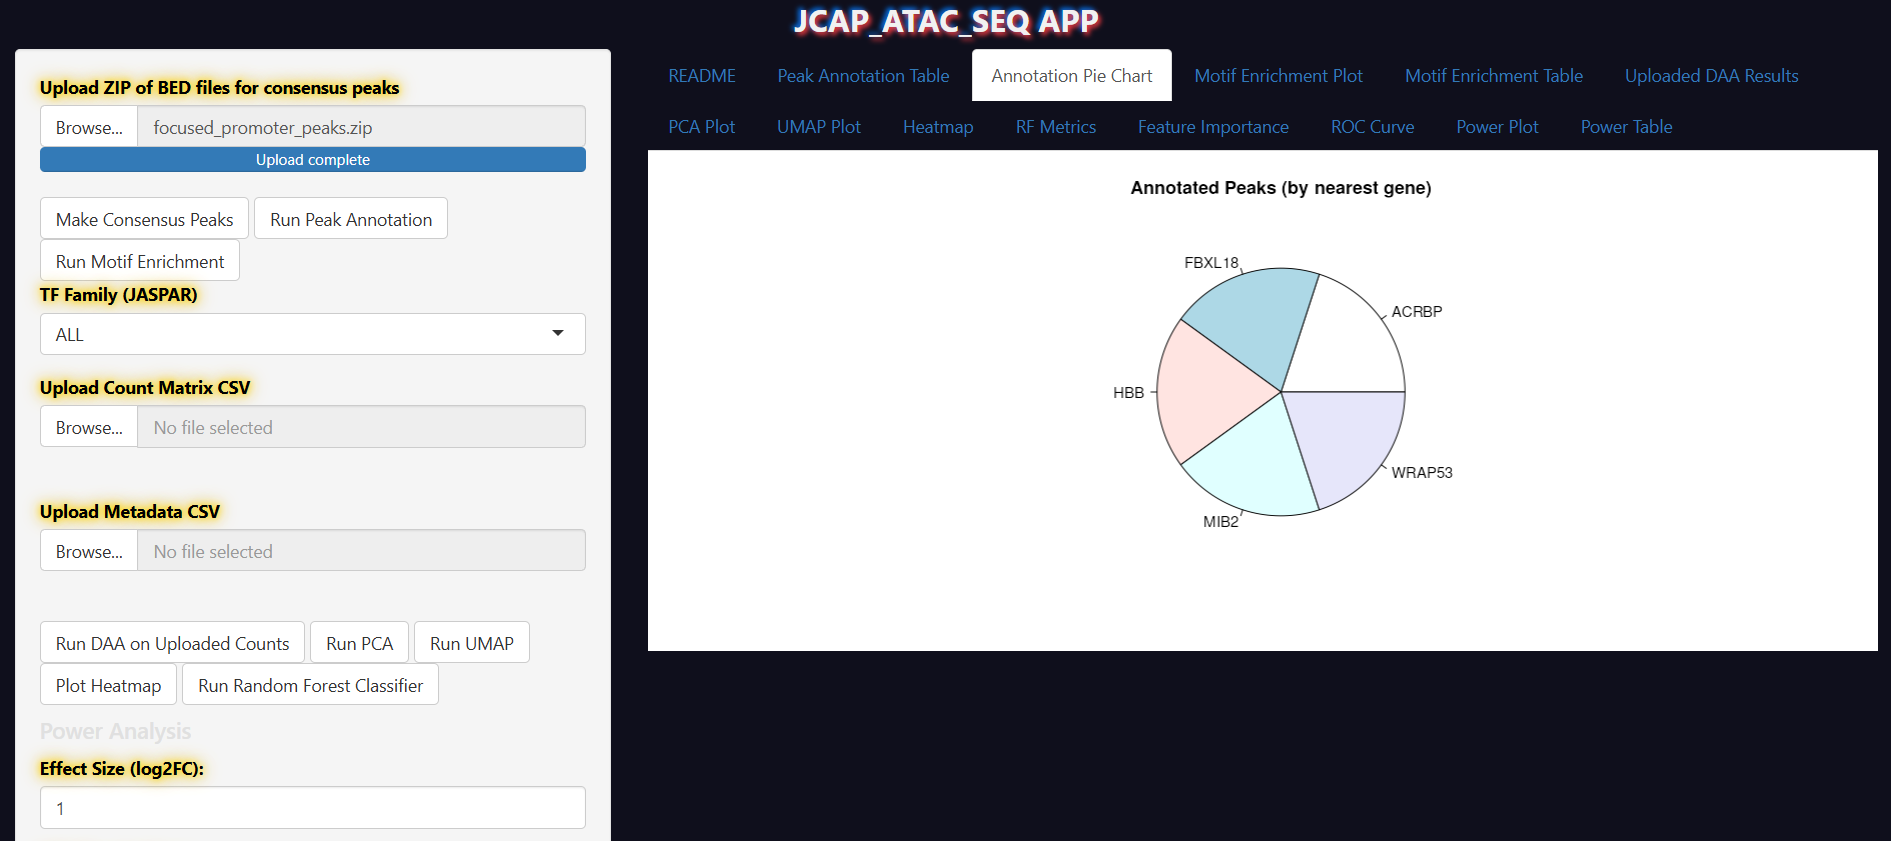 JCAP_ATAC_SEQ APP
Upload ZIP of BED files for consensus peaks
Browse... focused_promoter_peaks.zip
Upload complete
Make Consensus Peaks Run Peak Annotation
Run Motif Enrichment
TF Family (JASPAR)
ALL
Upload Count Matrix CSV
Browse... No file selected
Upload Metadata CSV
Browse... No file selected
Run DAA on Uploaded Counts Run PCA Run UMAP
Plot Heatmap Run Random Forest Classifier
Power Analysis
Effect Size (log2FC):
1
README Peak Annotation Table Annotation Pie Chart Motif Enrichment Plot Motif Enrichment Table Uploaded DAA Results
PCA Plot UMAP Plot Heatmap RF Metrics Feature Importance ROC Curve Power Plot Power Table
Annotated Peaks (by nearest gene)
FBXL18
ACRBP
HBB
WRAP53
MIB2